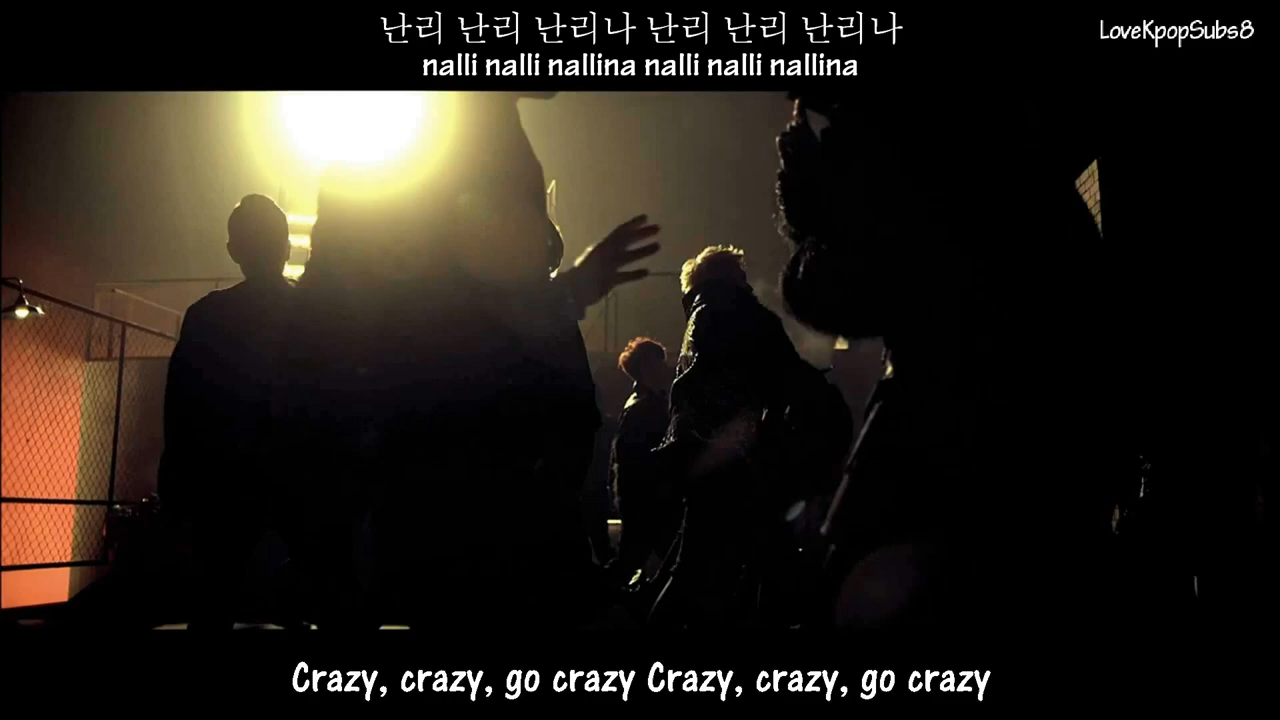 난리 난리 난리나 난리 난리 난리나
LoveKpopSubs8
nalli nalli nallina nalli nalli nallina
Crazy, crazy, go crazy Crazy, crazy, go crazy